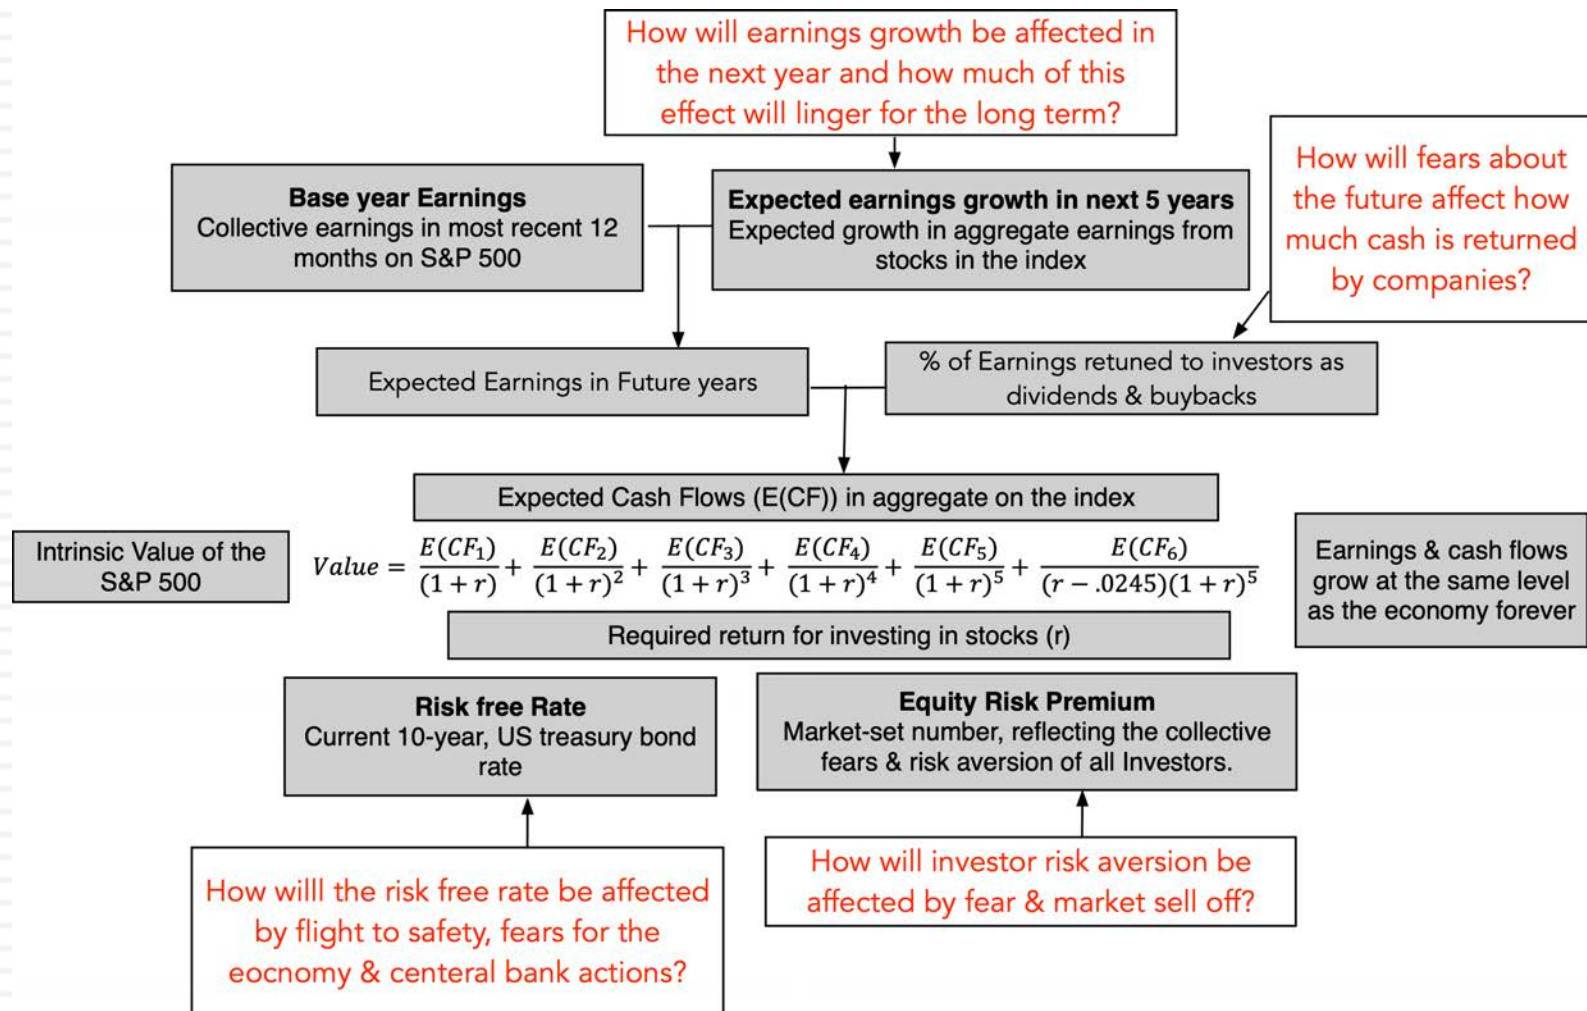 How will earnings growth be affected in
the next year and how much of this
effect will linger for the long term?
How will fears about
the future affect how
much cash is returned
by companies?
Base year Earnings
Collective earnings in most recent 12
months on S&P 500
Expected earnings growth in next 5 years
Expected growth in aggregate earnings from
stocks in the index
Expected Earnings in Future years
% of Earnings retuned to investors as
dividends & buybacks
Expected Cash Flows (E(CF)) in aggregate on the index
Intrinsic Value of the
S&P 500
Value = E(CF₁)/(1 + r) + E(CF₂)/(1 + r)² + E(CF₃)/(1 + r)³ + E(CF₄)/(1 + r)⁴ + E(CF₅)/(1 + r)⁵ + E(CF₆)/(r − .0245)(1 + r)⁵
Earnings & cash flows
grow at the same level
as the economy forever
Required return for investing in stocks (r)
Risk free Rate
Current 10-year, US treasury bond
rate
Equity Risk Premium
Market-set number, reflecting the collective
fears & risk aversion of all Investors.
How willl the risk free rate be affected
by flight to safety, fears for the
eocnomy & centeral bank actions?
How will investor risk aversion be
affected by fear & market sell off?